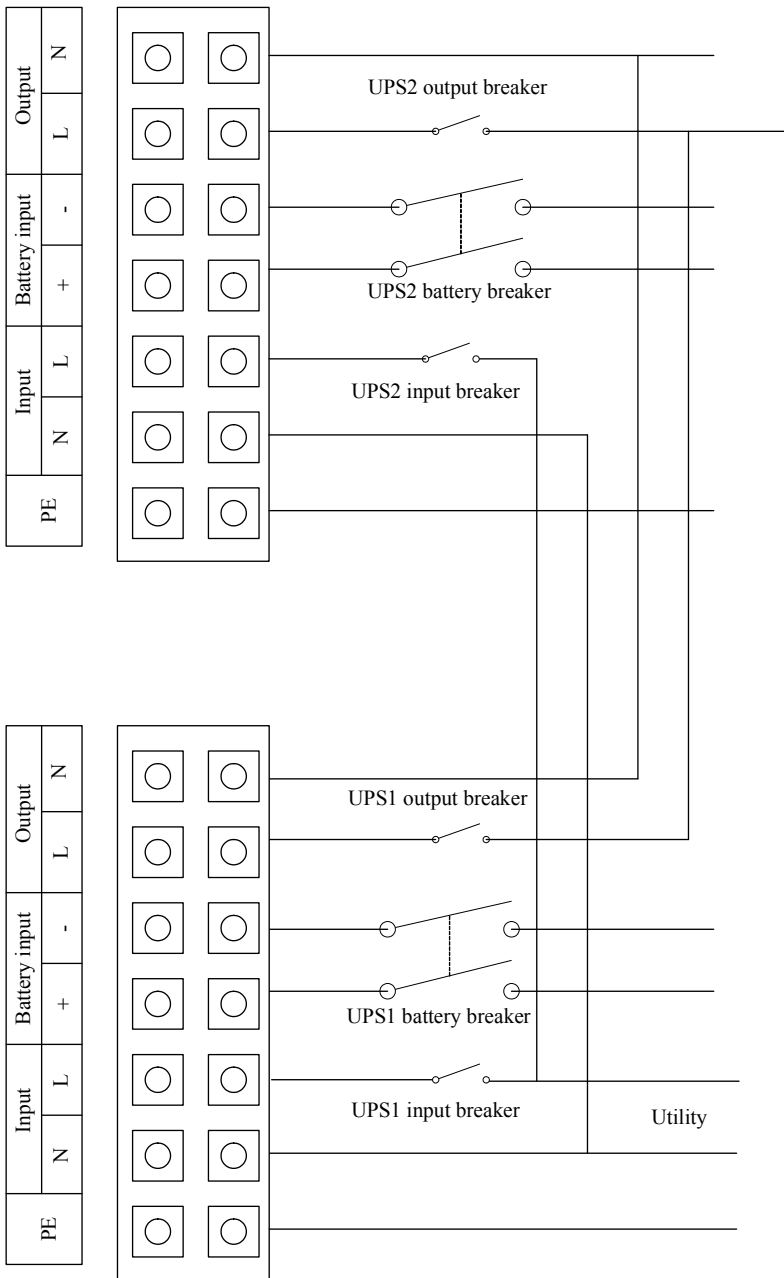 Output
N
L
Battery input
-
+
Input
L
N
PE
UPS2 output breaker
UPS2 battery breaker
UPS2 input breaker
Output
N
L
Battery input
-
+
Input
L
N
PE
UPS1 output breaker
UPS1 battery breaker
UPS1 input breaker
Utility